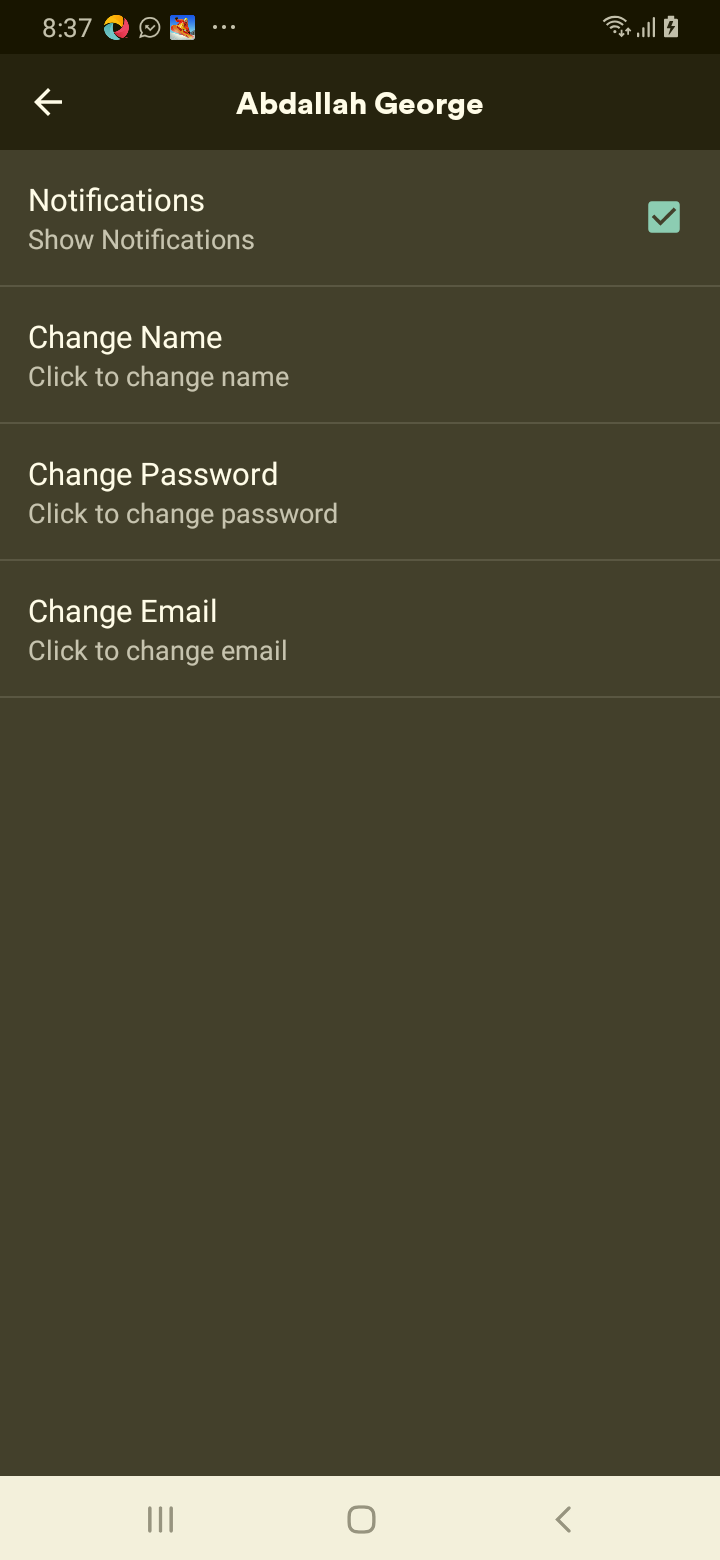 8:37
Abdallah George
Notifications
Show Notifications
Change Name
Click to change name
Change Password
Click to change password
Change Email
Click to change email